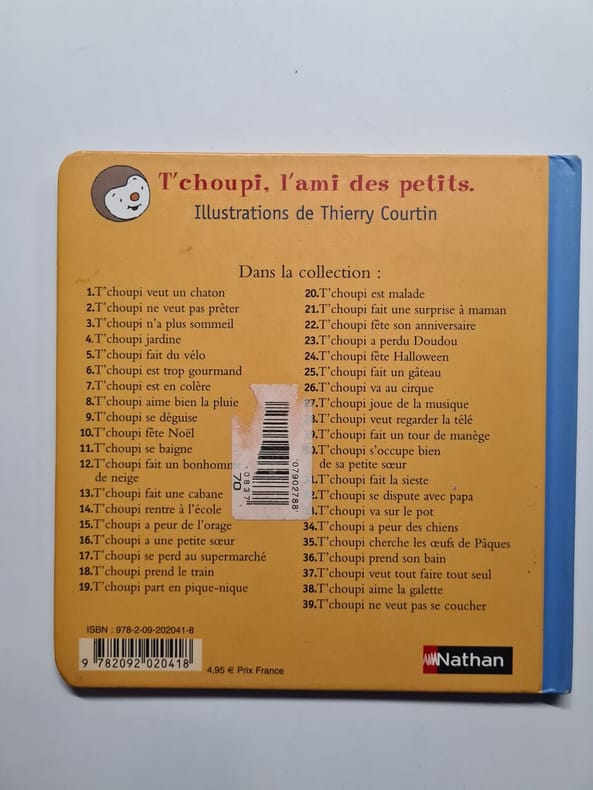 T'choupi, l'ami des petits.
Illustrations de Thierry Courtin
Dans la collection :
1.T'choupi veut un chaton
2.T'choupi ne veut pas prêter
3.T'choupi n'a plus sommeil
4.T'choupi jardine
5.T'choupi fait du vélo
6.T'choupi est trop gourmand
7.T'choupi est en colère
8.T'choupi aime bien la pluie
9.T'choupi se déguise
10.T'choupi fête Noël
11.T'choupi se baigne
12.T'choupi fait un bonhomme
de neige
13.T'choupi fait une cabane
14.T'choupi rentre à l'école
15.T'choupi a peur de l'orage
16.T'choupi a une petite sœur
17.T'choupi se perd au supermarché
18.T'choupi prend le train
19.T'choupi part en pique-nique
20.T'choupi est malade
21.T'choupi fait une surprise à maman
22.T'choupi fête son anniversaire
23.T'choupi a perdu Doudou
24.T'choupi fête Halloween
25.T'choupi fait un gâteau
26.T'choupi va au cirque
27.T'choupi joue de la musique
T'choupi veut regarder la télé
T'choupi fait un tour de manège
T'choupi s'occupe bien
de sa petite sœur
T'choupi fait la sieste
T'choupi se dispute avec papa
T'choupi va sur le pot
34.T'choupi a peur des chiens
35.T'choupi cherche les œufs de Pâques
36.T'choupi prend son bain
37.T'choupi veut tout faire tout seul
38.T'choupi aime la galette
39.T'choupi ne veut pas se coucher
07902788
0837
70
ISBN : 978-2-09-202041-8
9 782092 020418
4,95 € Prix France
Nathan